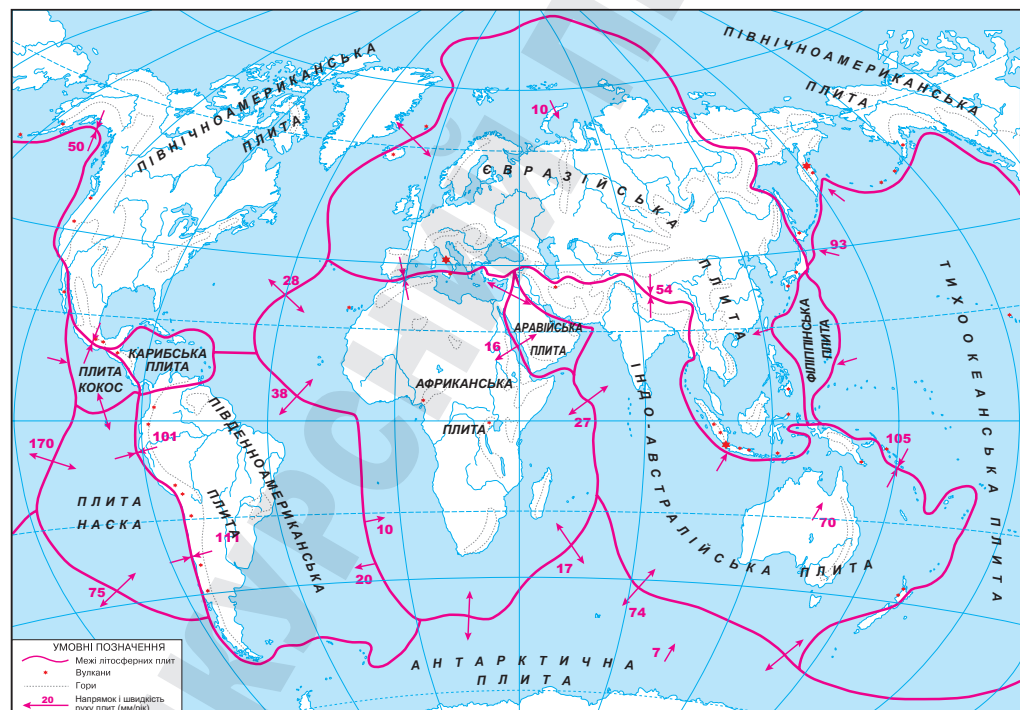 ПІВНІЧНОАМЕРИКАНСЬКА
ПЛИТА
ПІВНІЧНОАМЕРИКАНСЬКА
ПЛИТА
50
10
ЄВРАЗІЙСЬКА
ПЛИТА
93
28
54
ТИХООКЕАНСЬКА ПЛИТА
ФІЛІППІНСЬКА
ПЛИТА
АРАВІЙСЬКА
ПЛИТА
16
КАРИБСЬКА
ПЛИТА
ПЛИТА
КОКОС
АФРИКАНСЬКА
ПЛИТА
38
27
ІНДО-АВСТРАЛІЙСЬКА ПЛИТА
ПІВДЕННОАМЕРИКАНСЬКА
ПЛИТА
101
170
105
ПЛИТА
НАСКА
10
70
111
20
17
75
74
7
АНТАРКТИЧНА
ПЛИТА
УМОВНІ ПОЗНАЧЕННЯ
Межі літосферних плит
Вулкани
Гори
20
Напрямок і швидкість
руху плит (мм/рік)